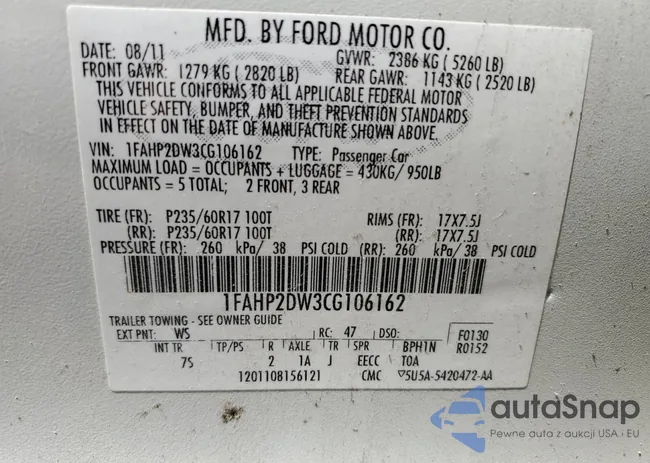 MFD. BY FORD MOTOR CO.
DATE: 08/11 GVWR: 2386 KG ( 5260 LB)
FRONT GAWR: 1279 KG ( 2820 LB) REAR GAWR: 1143 KG ( 2520 LB)
THIS VEHICLE CONFORMS TO ALL APPLICABLE FEDERAL MOTOR
VEHICLE SAFETY, BUMPER, AND THEFT PREVENTION STANDARDS
IN EFFECT ON THE DATE OF MANUFACTURE SHOWN ABOVE.
VIN: 1FAHP2DW3CG106162 TYPE: Passenger Car
MAXIMUM LOAD = OCCUPANTS + LUGGAGE = 430KG/ 950LB
OCCUPANTS = 5 TOTAL; 2 FRONT, 3 REAR
TIRE (FR): P235/60R17 100T RIMS (FR): 17X7.5J
(RR): P235/60R17 100T (RR): 17X7.5J
PRESSURE (FR): 260 kPa/ 38 PSI COLD (RR): 260 kPa/ 38 PSI COLD
1FAHP2DW3CG106162
TRAILER TOWING - SEE OWNER GUIDE
EXT PNT: WS RC: 47 DSO: F0130
R0152
INT TR TP/PS R AXLE TR SPR BPH1N
7S 2 1A J EECC T0A
1201108156121 CMC 5U5A-5420472-AA
autaSnap
Pewne auta z aukcji USA i EU